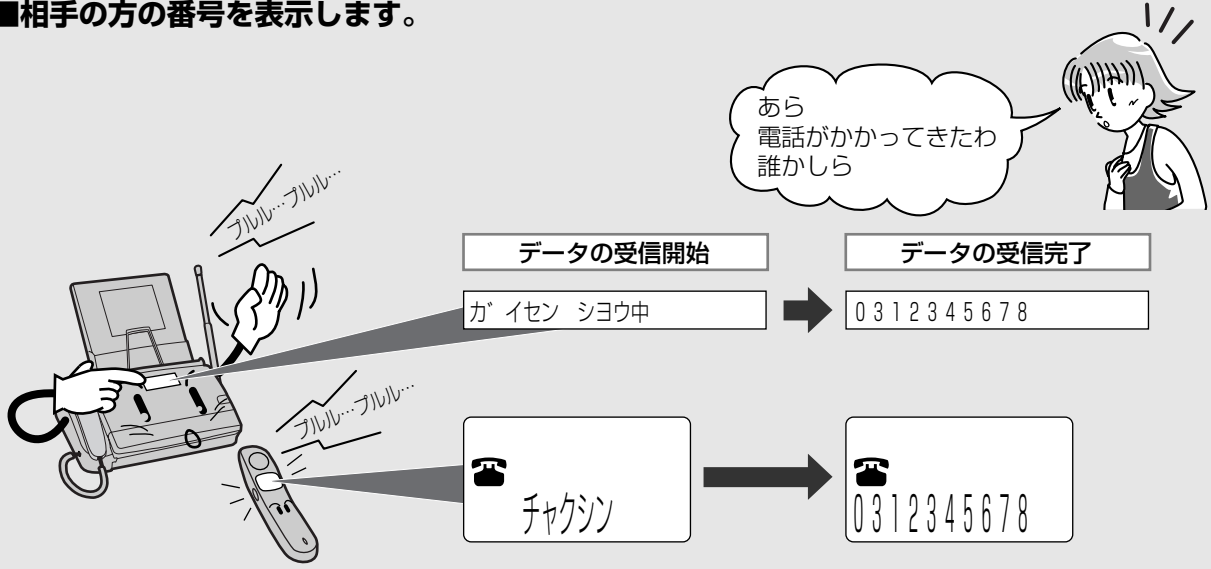 ■相手の方の番号を表示します。
あら
電話がかかってきたわ
誰かしら
プルル…プルル…
データの受信開始
データの受信完了
ガイセン シヨウ中
0312345678
プルル…プルル…
チャクシン
0312345678